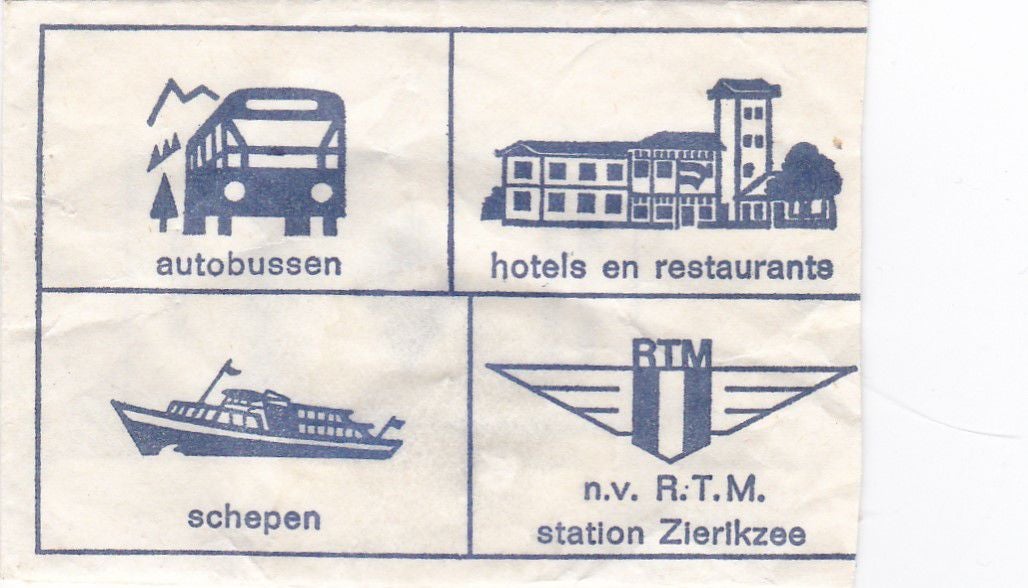 autobussen
hotels en restaurants
schepen
RTM
n.v. R.T.M.
station Zierikzee